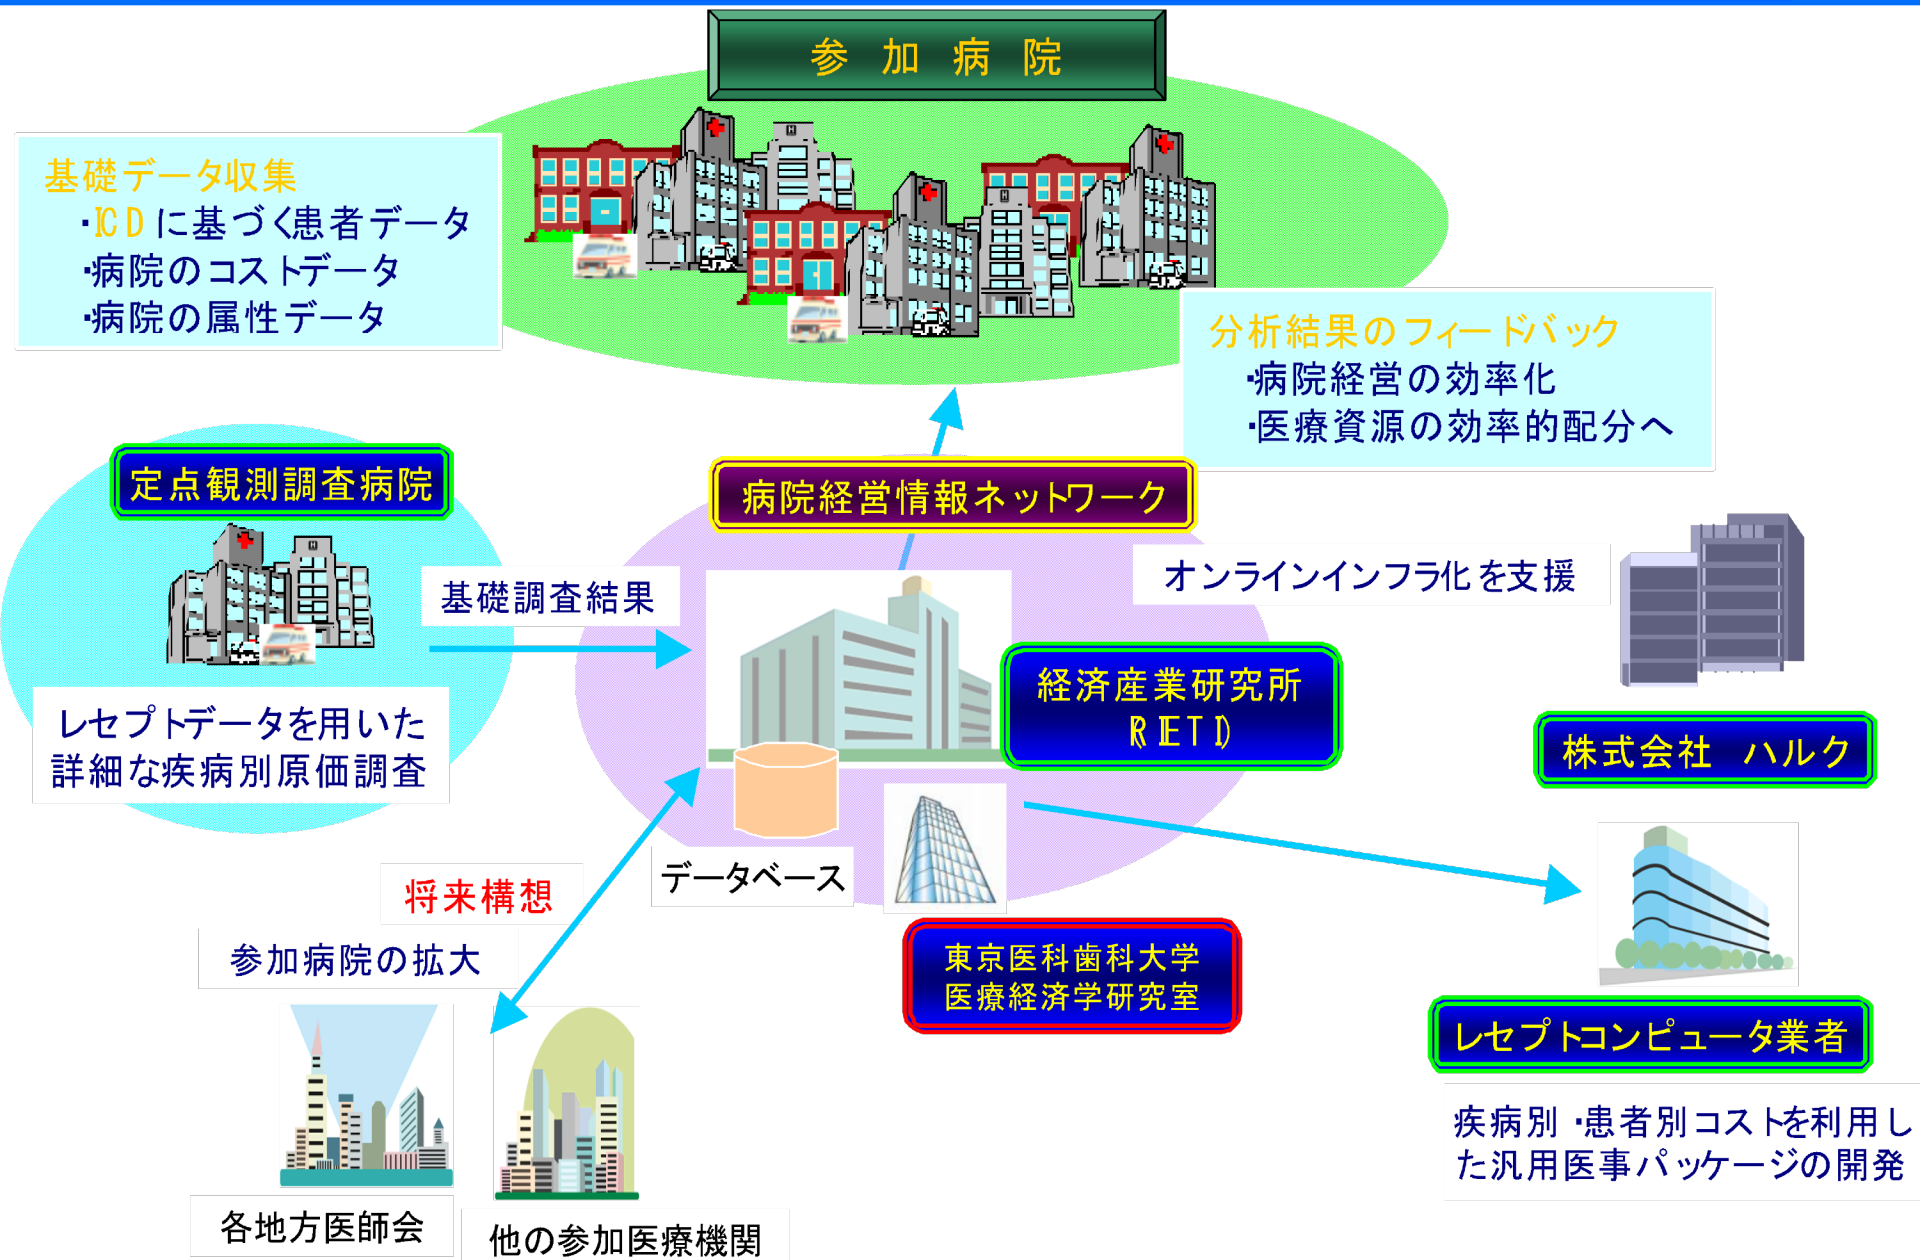 参加病院
基礎データ収集
・ICDに基づく患者データ
・病院のコストデータ
・病院の属性データ
分析結果のフィードバック
・病院経営の効率化
・医療資源の効率的配分へ
定点観測調査病院
病院経営情報ネットワーク
オンラインインフラ化を支援
基礎調査結果
経済産業研究所
RIETI)
レセプトデータを用いた
詳細な疾病別原価調査
株式会社 ハルク
データベース
将来構想
参加病院の拡大
東京医科歯科大学
医療経済学研究室
レセプトコンピュータ業者
疾病別・患者別コストを利用し
た汎用医事パッケージの開発
各地方医師会
他の参加医療機関